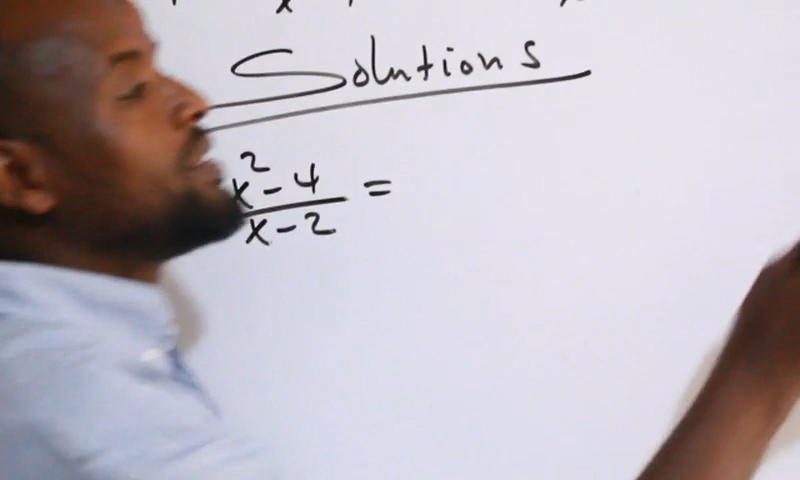 Solutions
x² - 4 =
x - 2